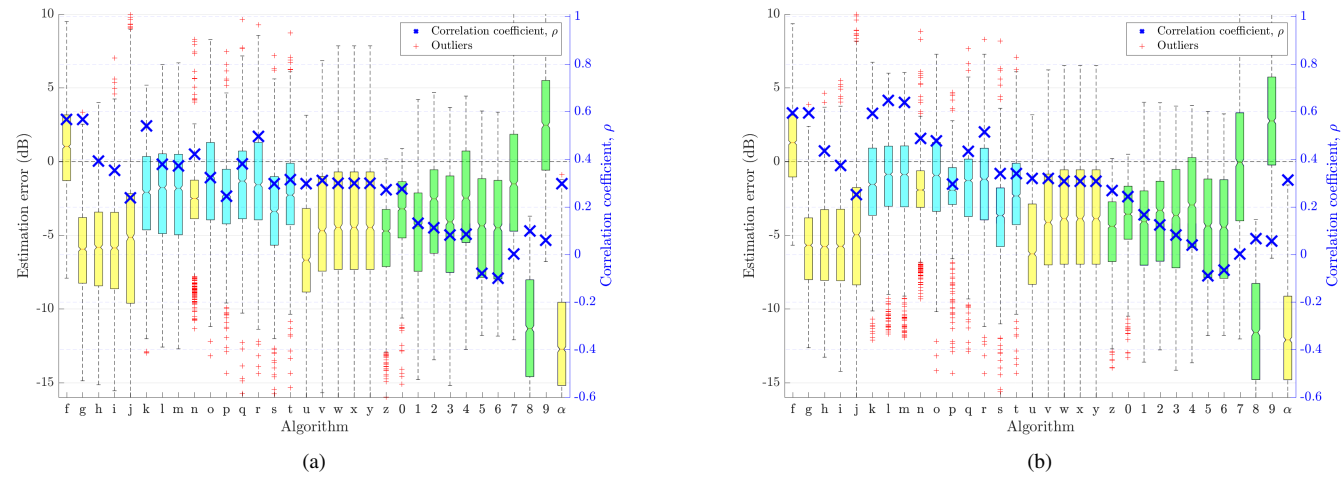 10
5
0
-5
-10
-15
Estimation error (dB)
Correlation coefficient, ρ
Outliers
1
0.8
0.6
0.4
0.2
0
-0.2
-0.4
-0.6
Correlation coefficient, ρ
f g h i j k l m n o p q r s t u v w x y z 0 1 2 3 4 5 6 7 8 9 α
Algorithm
(a)
10
5
0
-5
-10
-15
Estimation error (dB)
Correlation coefficient, ρ
Outliers
1
0.8
0.6
0.4
0.2
0
-0.2
-0.4
-0.6
Correlation coefficient, ρ
f g h i j k l m n o p q r s t u v w x y z 0 1 2 3 4 5 6 7 8 9 α
Algorithm
(b)